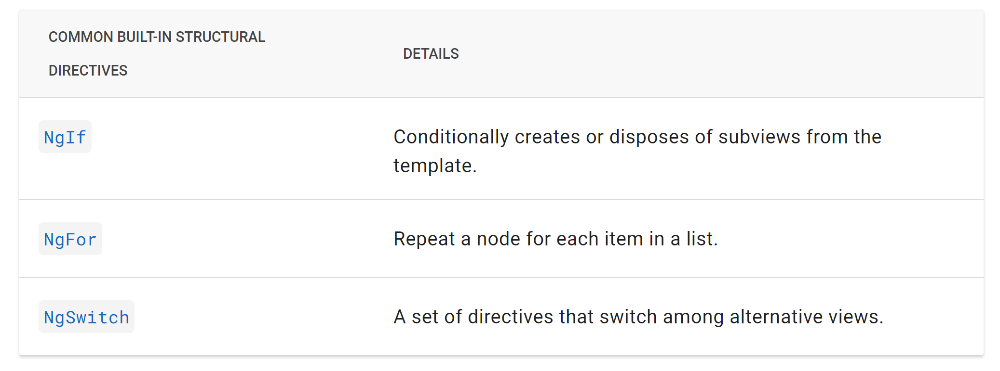 COMMON BUILT-IN STRUCTURAL
DIRECTIVES
DETAILS
NgIf
Conditionally creates or disposes of subviews from the
template.
NgFor
Repeat a node for each item in a list.
NgSwitch
A set of directives that switch among alternative views.